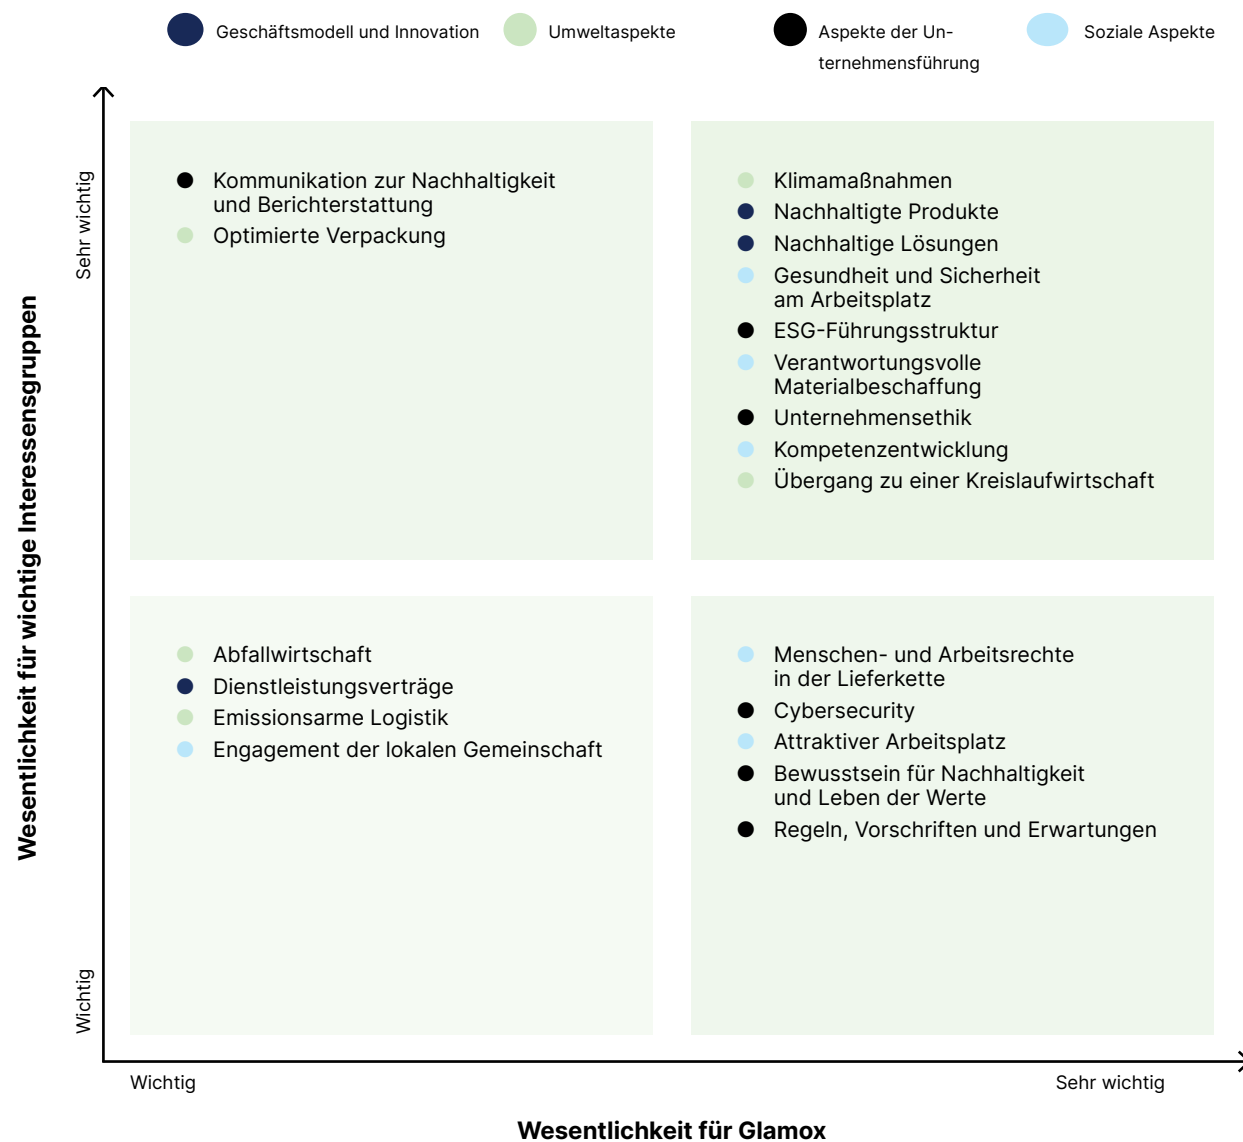 Geschäftsmodell und Innovation
Umweltaspekte
Aspekte der Un-
ternehmensführung
Soziale Aspekte
Wesentlichkeit für wichtige Interessensgruppen
Sehr wichtig
Wichtig
Kommunikation zur Nachhaltigkeit
und Berichterstattung
Optimierte Verpackung
Klimamaßnahmen
Nachhaltigte Produkte
Nachhaltige Lösungen
Gesundheit und Sicherheit
am Arbeitsplatz
ESG-Führungsstruktur
Verantwortungsvolle
Materialbeschaffung
Unternehmensethik
Kompetenzentwicklung
Übergang zu einer Kreislaufwirtschaft
Abfallwirtschaft
Dienstleistungsverträge
Emissionsarme Logistik
Engagement der lokalen Gemeinschaft
Menschen- und Arbeitsrechte
in der Lieferkette
Cybersecurity
Attraktiver Arbeitsplatz
Bewusstsein für Nachhaltigkeit
und Leben der Werte
Regeln, Vorschriften und Erwartungen
Wichtig
Sehr wichtig
Wesentlichkeit für Glamox